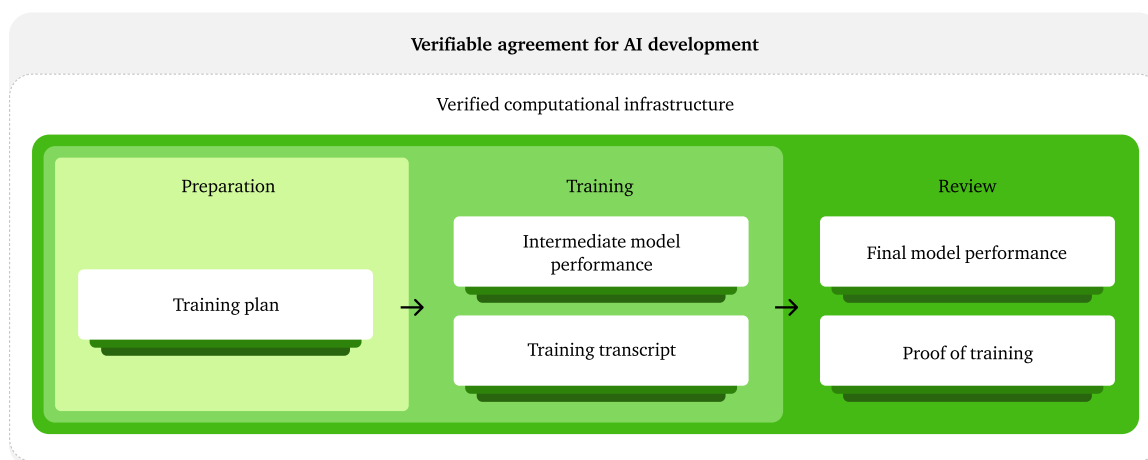 Verifiable agreement for AI development
Verified computational infrastructure
Preparation
Training plan
Training
Intermediate model
performance
Training transcript
Review
Final model performance
Proof of training